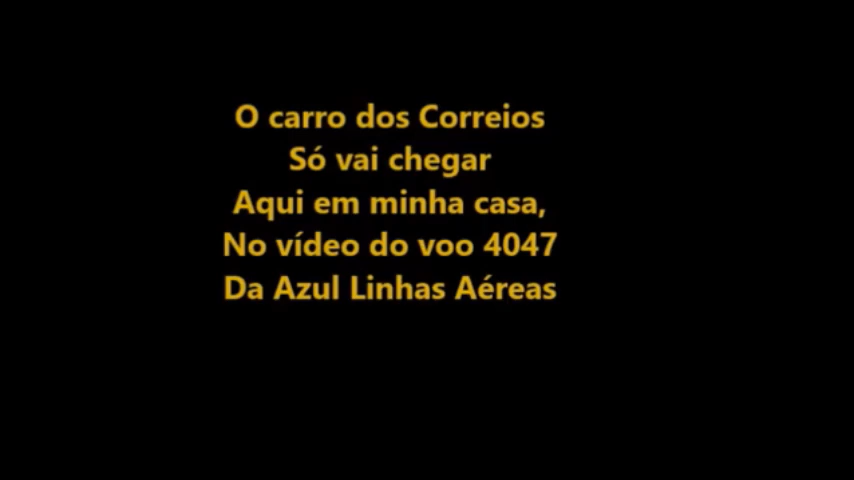 O carro dos Correios
Só vai chegar
Aqui em minha casa,
No vídeo do voo 4047
Da Azul Linhas Aéreas